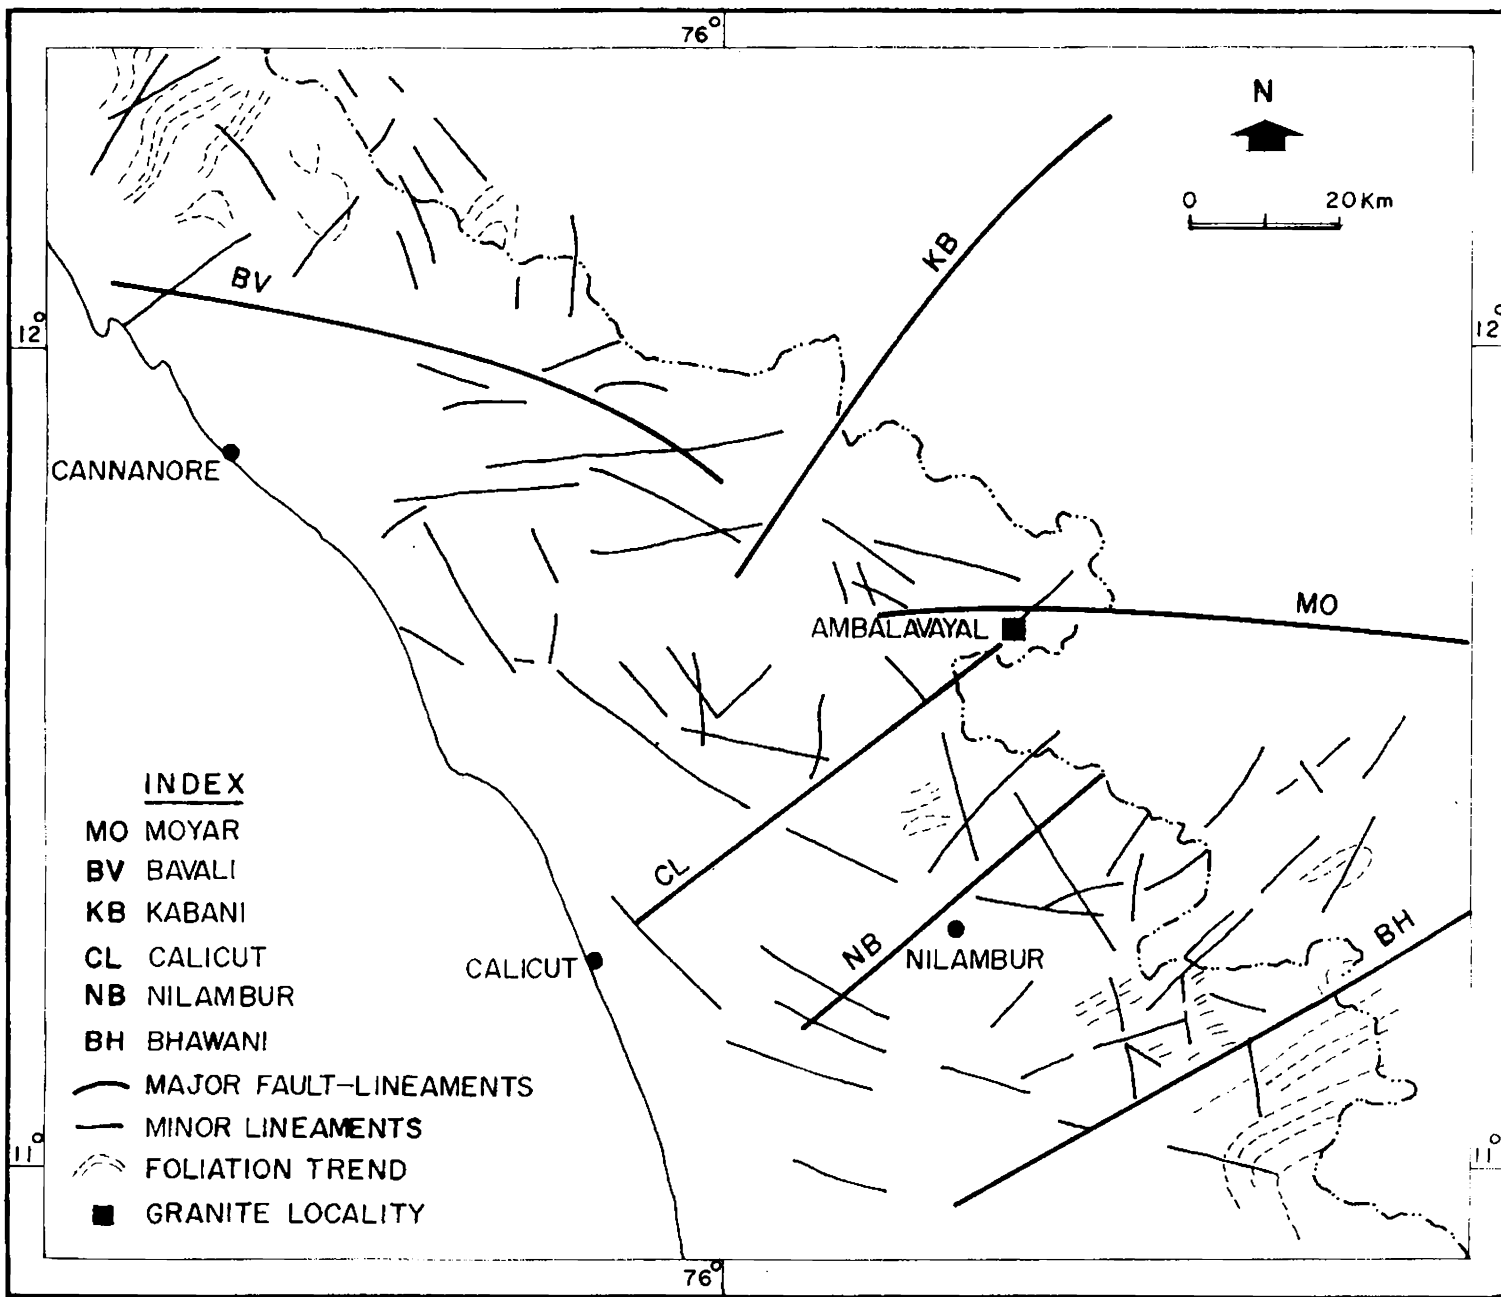 76°
N
0 20 Km
KB
BV
12° 12°
CANNANORE
MO
AMBALAVAYAL
INDEX
MO MOYAR
BV BAVALI
KB KABANI
CL CALICUT
NB NILAMBUR
BH BHAWANI
MAJOR FAULT-LINEAMENTS
MINOR LINEAMENTS
FOLIATION TREND
GRANITE LOCALITY
CL
CALICUT
NB
NILAMBUR
BH
11° 11°
76°